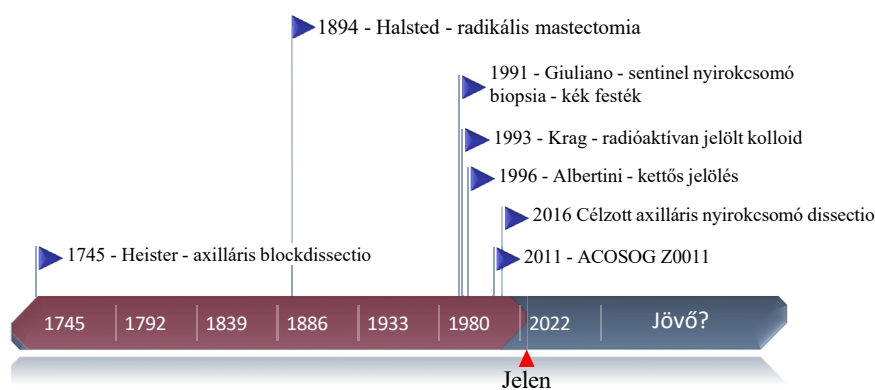 1894 - Halsted - radikális mastectomia
1991 - Giuliano - sentinel nyirokcsomó
biopsia - kék festék
1993 - Krag - radióaktívan jelölt kolloid
1996 - Albertini - kettős jelölés
2016 Célzott axilláris nyirokcsomó dissectio
1745 - Heister - axilláris blockdissectio
2011 - ACOSOG Z0011
1745 1792 1839 1886 1933 1980 2022 Jövő?
Jelen